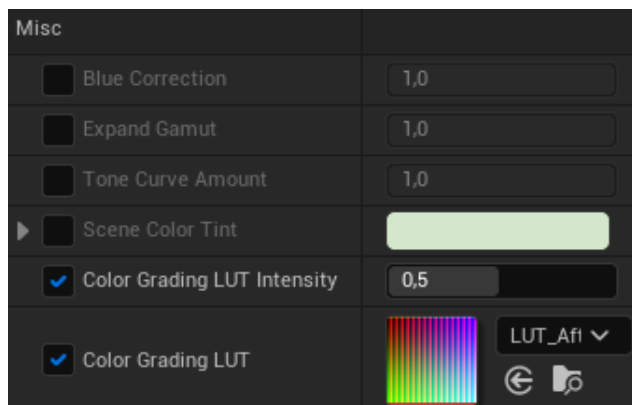 Misc
Blue Correction 1,0
Expand Gamut 1,0
Tone Curve Amount 1,0
Scene Color Tint
Color Grading LUT Intensity 0,5
LUT_Aft
Color Grading LUT